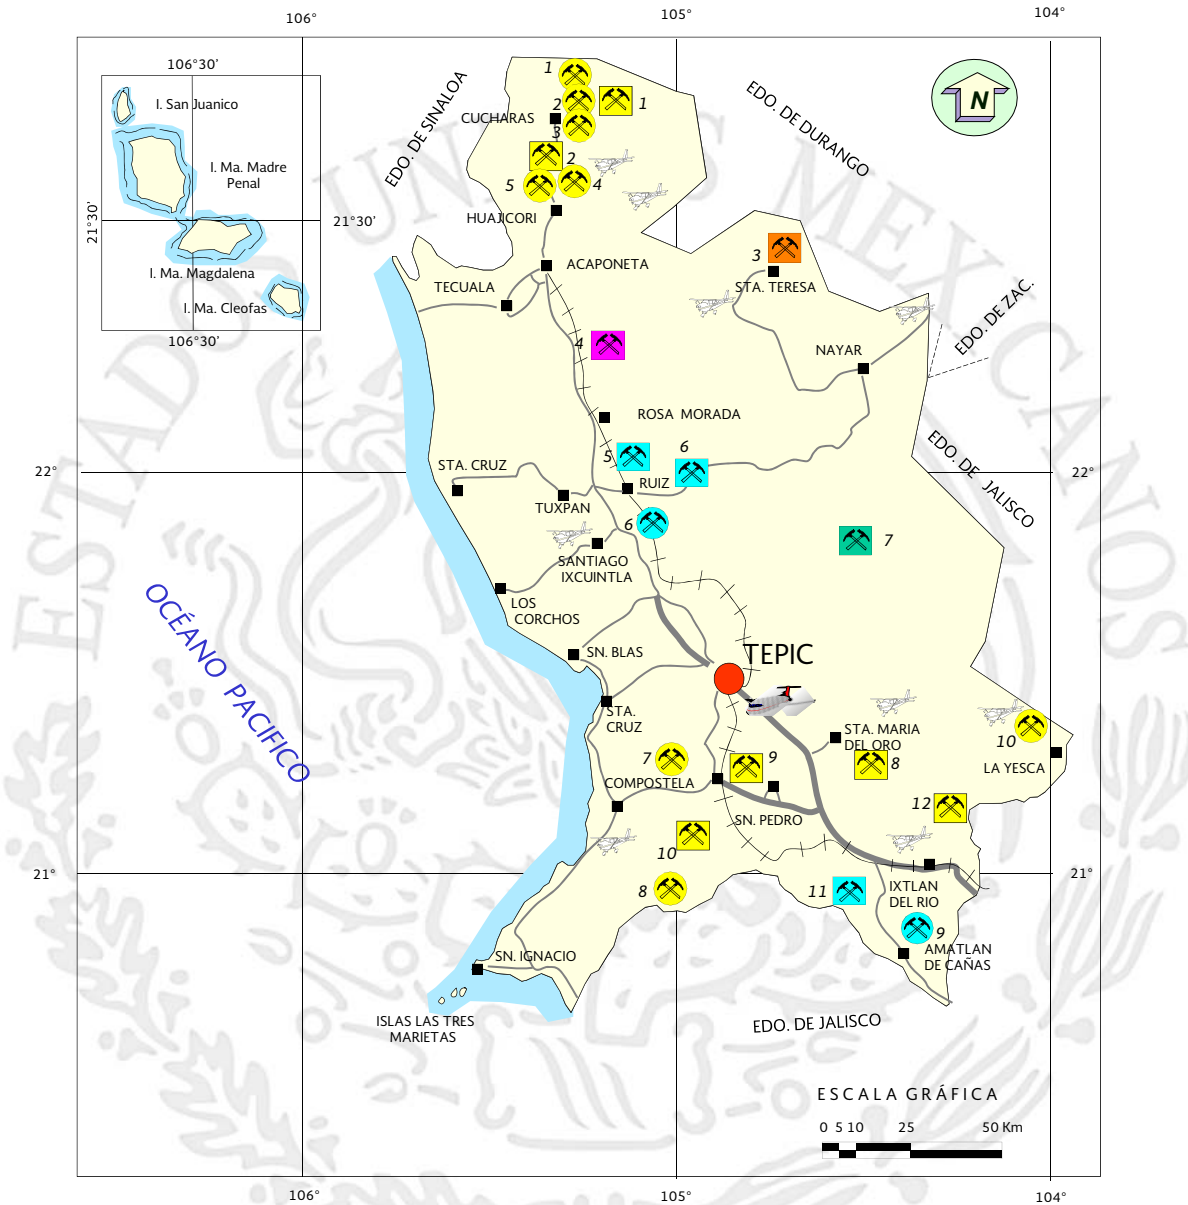 106°
105°
104°
106°30'
I. San Juanico
I. Ma. Madre
Penal
21°30'
21°30'
I. Ma. Magdalena
I. Ma. Cleofas
106°30'
EDO. DE SINALOA
EDO. DE DURANGO
N
1
2
1
CUCHARAS
3
2
5
4
HUAJICORI
ACAPONETA
TECUALA
3
STA. TERESA
EDO. DE ZAC.
4
NAYAR
ROSA MORADA
5
6
EDO. DE JALISCO
22°
22°
STA. CRUZ
RUIZ
TUXPAN
6
7
SANTIAGO
IXCUINTLA
LOS
CORCHOS
OCÉANO PACIFICO
SN. BLAS
TEPIC
STA.
CRUZ
STA. MARIA
DEL ORO
10
LA YESCA
7
9
8
COMPOSTELA
12
SN. PEDRO
10
21°
21°
8
11
IXTLAN
DEL RIO
9
AMATLAN
DE CAÑAS
SN. IGNACIO
ISLAS LAS TRES
MARIETAS
EDO. DE JALISCO
ESCALA GRÁFICA
0 5 10 25 50 Km
106°
105°
104°
ESTADOS UNIDOS MEXICANOS